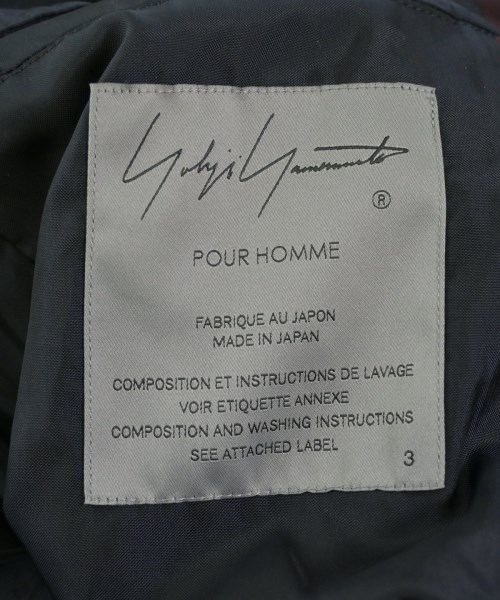 Yohji Yamamoto
®
POUR HOMME
FABRIQUE AU JAPON
MADE IN JAPAN
COMPOSITION ET INSTRUCTIONS DE LAVAGE
VOIR ETIQUETTE ANNEXE
COMPOSITION AND WASHING INSTRUCTIONS
SEE ATTACHED LABEL
3